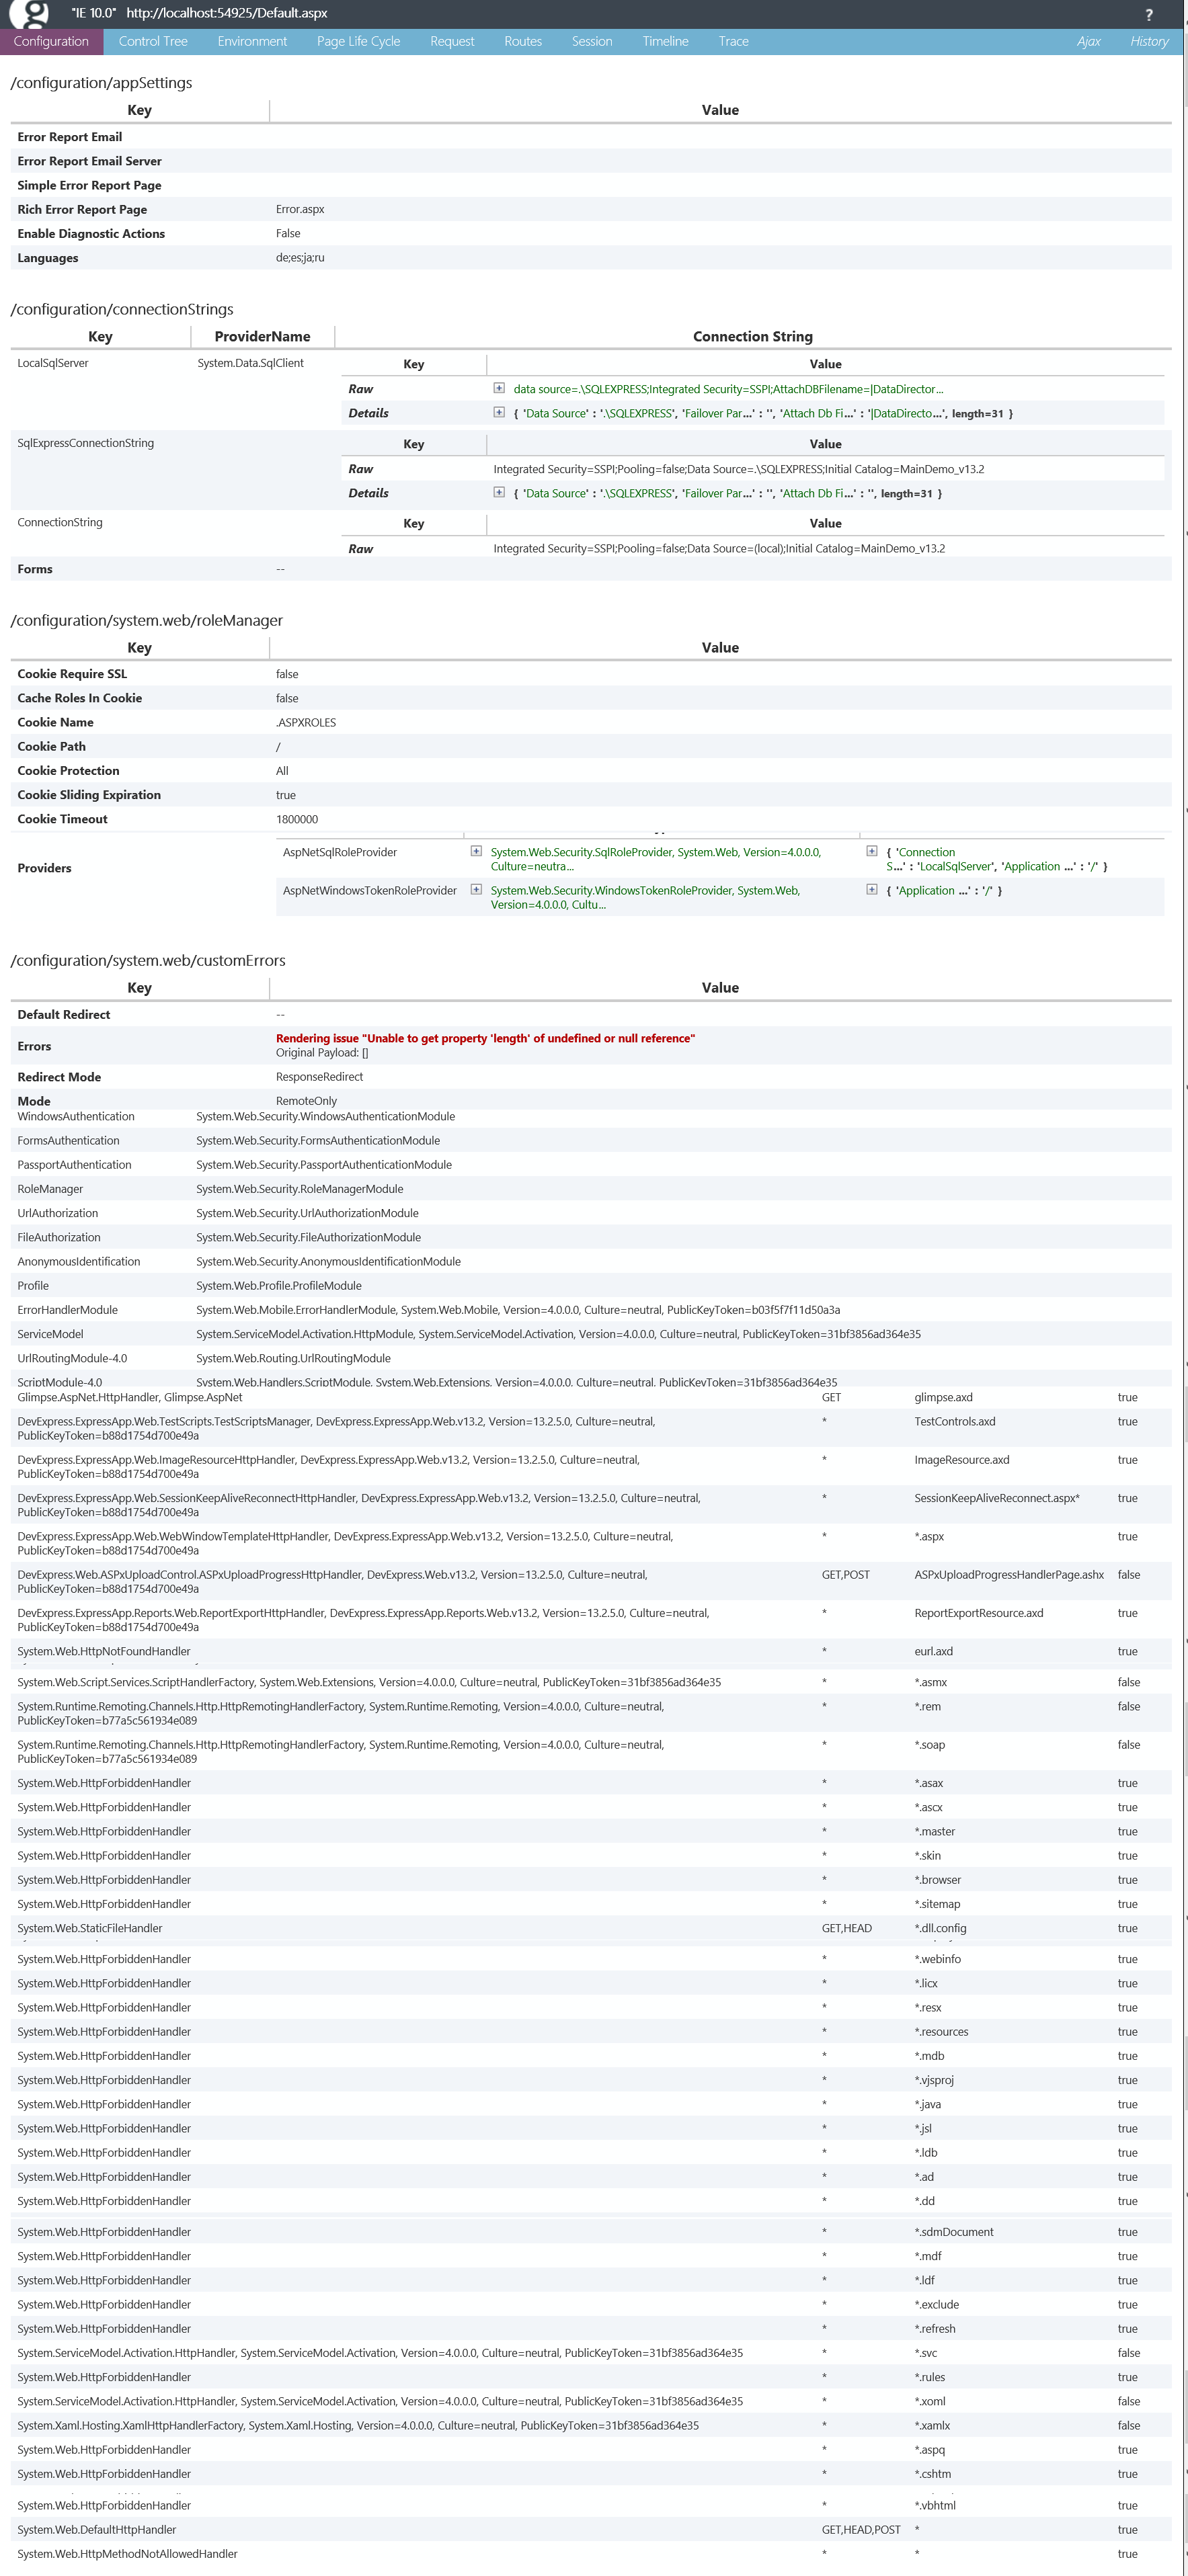 "IE 10.0" http://localhost:54925/Default.aspx ?
Configuration Control Tree Environment Page Life Cycle Request Routes Session Timeline Trace Ajax History
/configuration/appSettings
Key Value
Error Report Email
Error Report Email Server
Simple Error Report Page
Rich Error Report Page Error.aspx
Enable Diagnostic Actions False
Languages de;es;ja;ru
/configuration/connectionStrings
Key ProviderName Connection String
LocalSqlServer System.Data.SqlClient Key Value
Raw data source=.\SQLEXPRESS;Integrated Security=SSPI;AttachDBFilename=|DataDirector...
Details { 'Data Source' : '.\SQLEXPRESS', 'Failover Par...' : '', 'Attach Db Fi...' : '|DataDirecto...', length=31 }
SqlExpressConnectionString Key Value
Raw Integrated Security=SSPI;Pooling=false;Data Source=.\SQLEXPRESS;Initial Catalog=MainDemo_v13.2
Details { 'Data Source' : '.\SQLEXPRESS', 'Failover Par...' : '', 'Attach Db Fi...' : '', length=31 }
ConnectionString Key Value
Raw Integrated Security=SSPI;Pooling=false;Data Source=(local);Initial Catalog=MainDemo_v13.2
Forms --
/configuration/system.web/roleManager
Key Value
Cookie Require SSL false
Cache Roles In Cookie false
Cookie Name .ASPXROLES
Cookie Path /
Cookie Protection All
Cookie Sliding Expiration true
Cookie Timeout 1800000
Providers AspNetSqlRoleProvider System.Web.Security.SqlRoleProvider, System.Web, Version=4.0.0.0, { 'Connection
Culture=neutra... S...' : 'LocalSqlServer', 'Application ...' : '/' }
AspNetWindowsTokenRoleProvider System.Web.Security.WindowsTokenRoleProvider, System.Web, { 'Application ...' : '/' }
Version=4.0.0.0, Cultu...
/configuration/system.web/customErrors
Key Value
Default Redirect --
Errors Rendering issue "Unable to get property 'length' of undefined or null reference"
Original Payload: []
Redirect Mode ResponseRedirect
Mode RemoteOnly
WindowsAuthentication System.Web.Security.WindowsAuthenticationModule
FormsAuthentication System.Web.Security.FormsAuthenticationModule
PassportAuthentication System.Web.Security.PassportAuthenticationModule
RoleManager System.Web.Security.RoleManagerModule
UrlAuthorization System.Web.Security.UrlAuthorizationModule
FileAuthorization System.Web.Security.FileAuthorizationModule
AnonymousIdentification System.Web.Security.AnonymousIdentificationModule
Profile System.Web.Profile.ProfileModule
ErrorHandlerModule System.Web.Mobile.ErrorHandlerModule, System.Web.Mobile, Version=4.0.0.0, Culture=neutral, PublicKeyToken=b03f5f7f11d50a3a
ServiceModel System.ServiceModel.Activation.HttpModule, System.ServiceModel.Activation, Version=4.0.0.0, Culture=neutral, PublicKeyToken=31bf3856ad364e35
UrlRoutingModule-4.0 System.Web.Routing.UrlRoutingModule
ScriptModule-4.0 System.Web.Handlers.ScriptModule, System.Web.Extensions, Version=4.0.0.0, Culture=neutral, PublicKeyToken=31bf3856ad364e35
Glimpse.AspNet.HttpHandler, Glimpse.AspNet GET glimpse.axd true
DevExpress.ExpressApp.Web.TestScripts.TestScriptsManager, DevExpress.ExpressApp.Web.v13.2, Version=13.2.5.0, Culture=neutral, * TestControls.axd true
PublicKeyToken=b88d1754d700e49a
DevExpress.ExpressApp.Web.ImageResourceHttpHandler, DevExpress.ExpressApp.Web.v13.2, Version=13.2.5.0, Culture=neutral, * ImageResource.axd true
PublicKeyToken=b88d1754d700e49a
DevExpress.ExpressApp.Web.SessionKeepAliveReconnectHttpHandler, DevExpress.ExpressApp.Web.v13.2, Version=13.2.5.0, Culture=neutral, * SessionKeepAliveReconnect.aspx* true
PublicKeyToken=b88d1754d700e49a
DevExpress.ExpressApp.Web.WebWindowTemplateHttpHandler, DevExpress.ExpressApp.Web.v13.2, Version=13.2.5.0, Culture=neutral, * *.aspx true
PublicKeyToken=b88d1754d700e49a
DevExpress.Web.ASPxUploadControl.ASPxUploadProgressHttpHandler, DevExpress.Web.v13.2, Version=13.2.5.0, Culture=neutral, GET,POST ASPxUploadProgressHandlerPage.ashx false
PublicKeyToken=b88d1754d700e49a
DevExpress.ExpressApp.Reports.Web.ReportExportHttpHandler, DevExpress.ExpressApp.Reports.Web.v13.2, Version=13.2.5.0, Culture=neutral, * ReportExportResource.axd true
PublicKeyToken=b88d1754d700e49a
System.Web.HttpNotFoundHandler * eurl.axd true
System.Web.Script.Services.ScriptHandlerFactory, System.Web.Extensions, Version=4.0.0.0, Culture=neutral, PublicKeyToken=31bf3856ad364e35 * *.asmx false
System.Runtime.Remoting.Channels.Http.HttpRemotingHandlerFactory, System.Runtime.Remoting, Version=4.0.0.0, Culture=neutral, * *.rem false
PublicKeyToken=b77a5c561934e089
System.Runtime.Remoting.Channels.Http.HttpRemotingHandlerFactory, System.Runtime.Remoting, Version=4.0.0.0, Culture=neutral, * *.soap false
PublicKeyToken=b77a5c561934e089
System.Web.HttpForbiddenHandler * *.asax true
System.Web.HttpForbiddenHandler * *.ascx true
System.Web.HttpForbiddenHandler * *.master true
System.Web.HttpForbiddenHandler * *.skin true
System.Web.HttpForbiddenHandler * *.browser true
System.Web.HttpForbiddenHandler * *.sitemap true
System.Web.StaticFileHandler GET,HEAD *.dll.config true
System.Web.HttpForbiddenHandler * *.webinfo true
System.Web.HttpForbiddenHandler * *.licx true
System.Web.HttpForbiddenHandler * *.resx true
System.Web.HttpForbiddenHandler * *.resources true
System.Web.HttpForbiddenHandler * *.mdb true
System.Web.HttpForbiddenHandler * *.vjsproj true
System.Web.HttpForbiddenHandler * *.java true
System.Web.HttpForbiddenHandler * *.jsl true
System.Web.HttpForbiddenHandler * *.ldb true
System.Web.HttpForbiddenHandler * *.ad true
System.Web.HttpForbiddenHandler * *.dd true
System.Web.HttpForbiddenHandler * *.sdmDocument true
System.Web.HttpForbiddenHandler * *.mdf true
System.Web.HttpForbiddenHandler * *.ldf true
System.Web.HttpForbiddenHandler * *.exclude true
System.Web.HttpForbiddenHandler * *.refresh true
System.ServiceModel.Activation.HttpHandler, System.ServiceModel.Activation, Version=4.0.0.0, Culture=neutral, PublicKeyToken=31bf3856ad364e35 * *.svc false
System.Web.HttpForbiddenHandler * *.rules true
System.ServiceModel.Activation.HttpHandler, System.ServiceModel.Activation, Version=4.0.0.0, Culture=neutral, PublicKeyToken=31bf3856ad364e35 * *.xoml false
System.Xaml.Hosting.XamlHttpHandlerFactory, System.Xaml.Hosting, Version=4.0.0.0, Culture=neutral, PublicKeyToken=31bf3856ad364e35 * *.xamlx false
System.Web.HttpForbiddenHandler * *.aspq true
System.Web.HttpForbiddenHandler * *.cshtm true
System.Web.HttpForbiddenHandler * *.vbhtml true
System.Web.DefaultHttpHandler GET,HEAD,POST * true
System.Web.HttpMethodNotAllowedHandler * * true